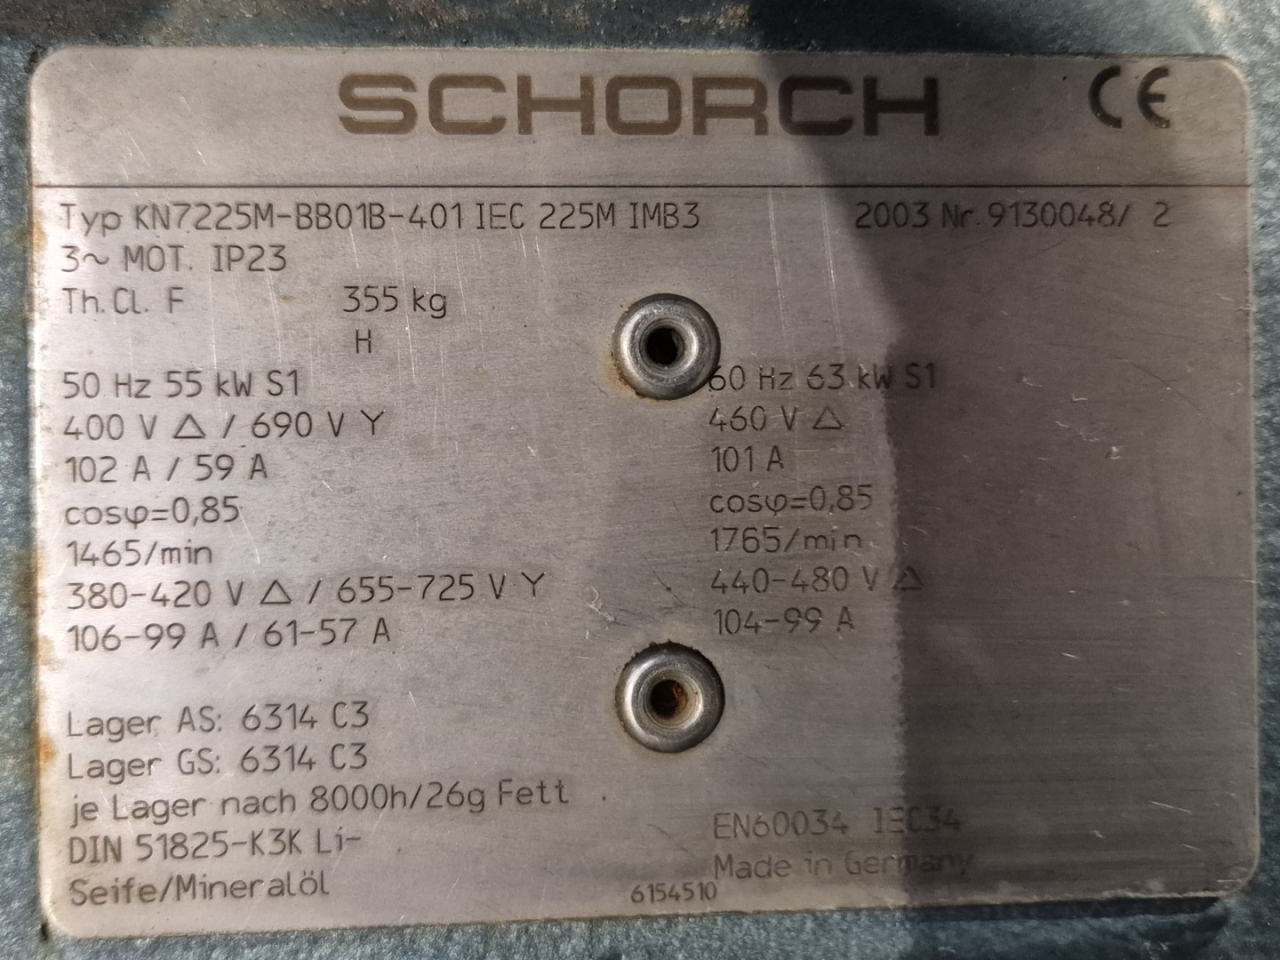 SCHORCH CE
Typ KN7225M-BB01B-401 IEC 225M IMB3 2003 Nr. 9130048/ 2
3~ MOT. IP23
Th.Cl. F 355 kg
H
50 Hz 55 kW S1
400 V △ / 690 V Y
102 A / 59 A
cosφ=0,85
1465/min
380-420 V △ / 655-725 V Y
106-99 A / 61-57 A
60 Hz 63 kW S1
460 V △
101 A
cosφ=0,85
1765/min
440-480 V △
104-99 A
Lager AS: 6314 C3
Lager GS: 6314 C3
je Lager nach 8000h/26g Fett
DIN 51825-K3K Li-
Seife/Mineralöl
EN60034 IEC34
Made in Germany
6154510